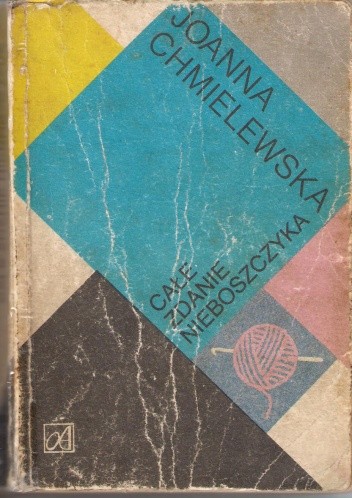 JOANNA
CHMIELEWSKA
CAŁE
ZDANIE
NIEBOSZCZYKA